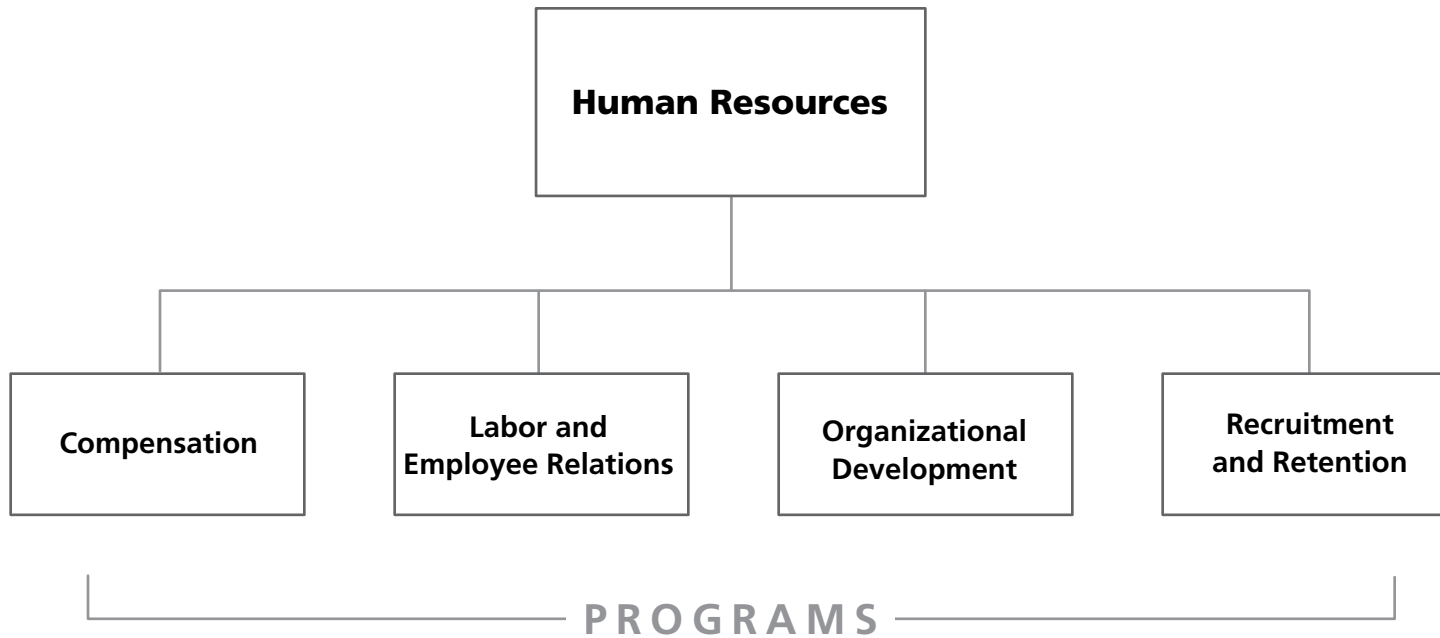 Human Resources
Compensation
Labor and
Employee Relations
Organizational
Development
Recruitment
and Retention
PROGRAMS